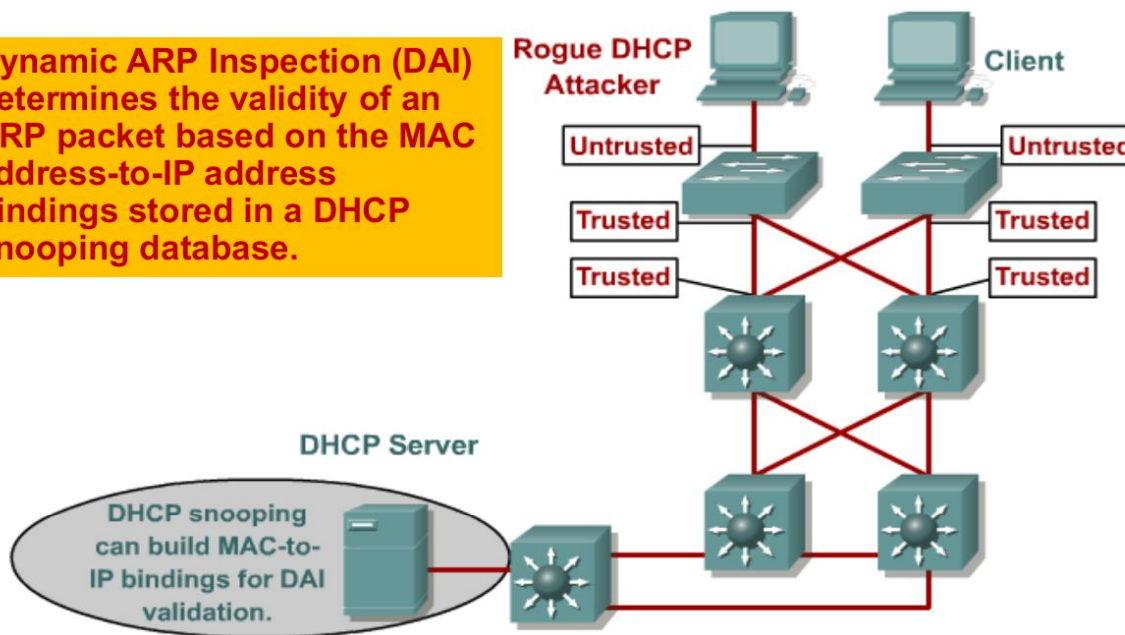 ynamic ARP Inspection (DAI)
etermines the validity of an
RP packet based on the MAC
ddress-to-IP address
indings stored in a DHCP
nooping database.
Rogue DHCP
Attacker
Client
Untrusted
Untrusted
Trusted
Trusted
Trusted
Trusted
DHCP Server
DHCP snooping
can build MAC-to-
IP bindings for DAI
validation.